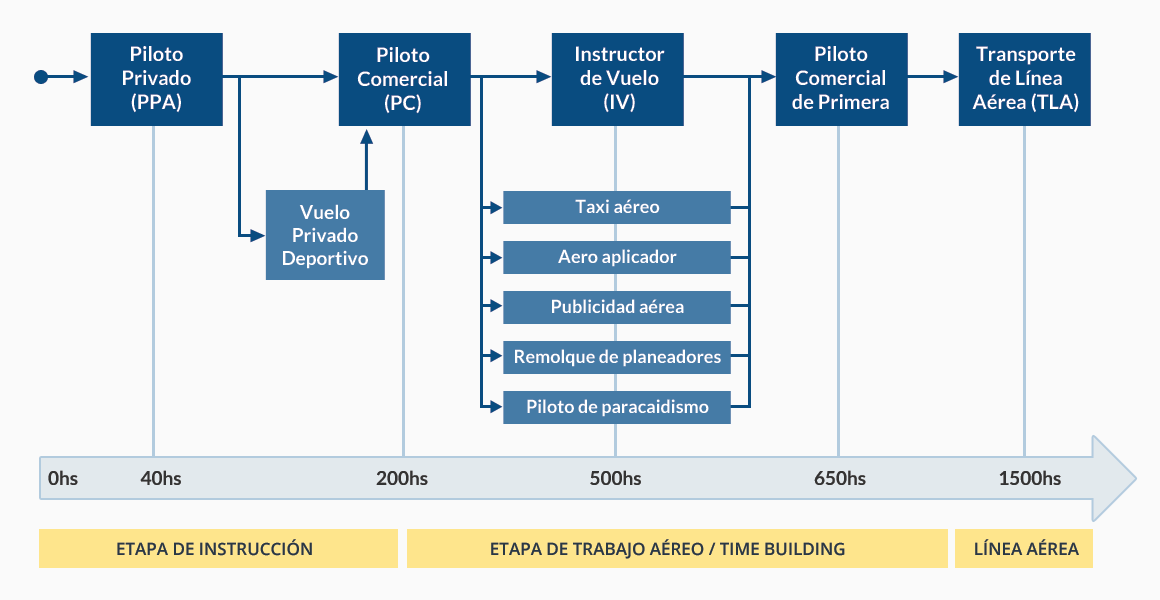 Piloto
Privado
(PPA)
Piloto
Comercial
(PC)
Instructor
de Vuelo
(IV)
Piloto
Comercial
de Primera
Transporte
de Línea
Aérea (TLA)
Vuelo
Privado
Deportivo
Taxi aéreo
Aero aplicador
Publicidad aérea
Remolque de planeadores
Piloto de paracaidismo
0hs
40hs
200hs
500hs
650hs
1500hs
ETAPA DE INSTRUCCIÓN
ETAPA DE TRABAJO AÉREO / TIME BUILDING
LÍNEA AÉREA